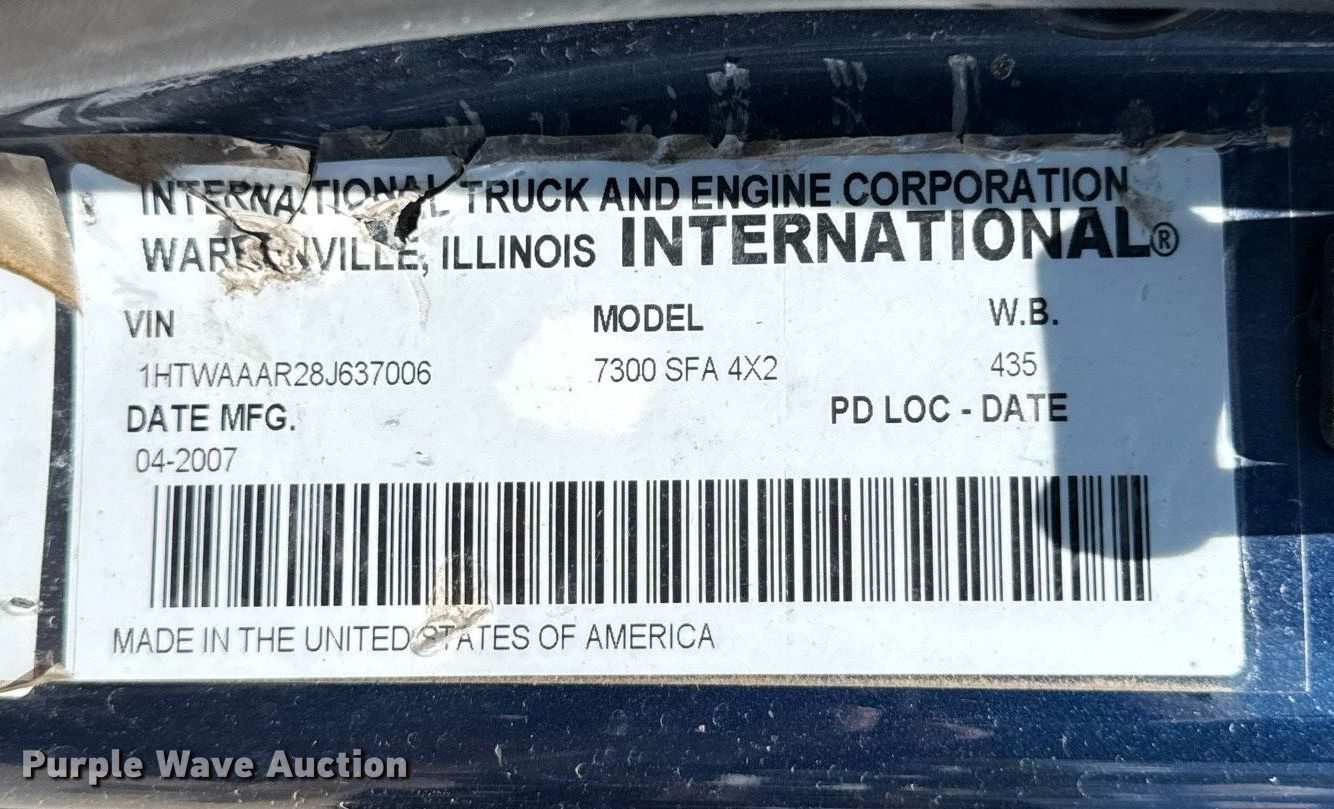 INTERNATIONAL TRUCK AND ENGINE CORPORATION
WARRENVILLE, ILLINOIS INTERNATIONAL®
VIN MODEL W.B.
1HTWAAAR28J637006 7300 SFA 4X2 435
DATE MFG. PD LOC - DATE
04-2007
MADE IN THE UNITED STATES OF AMERICA
Purple Wave Auction